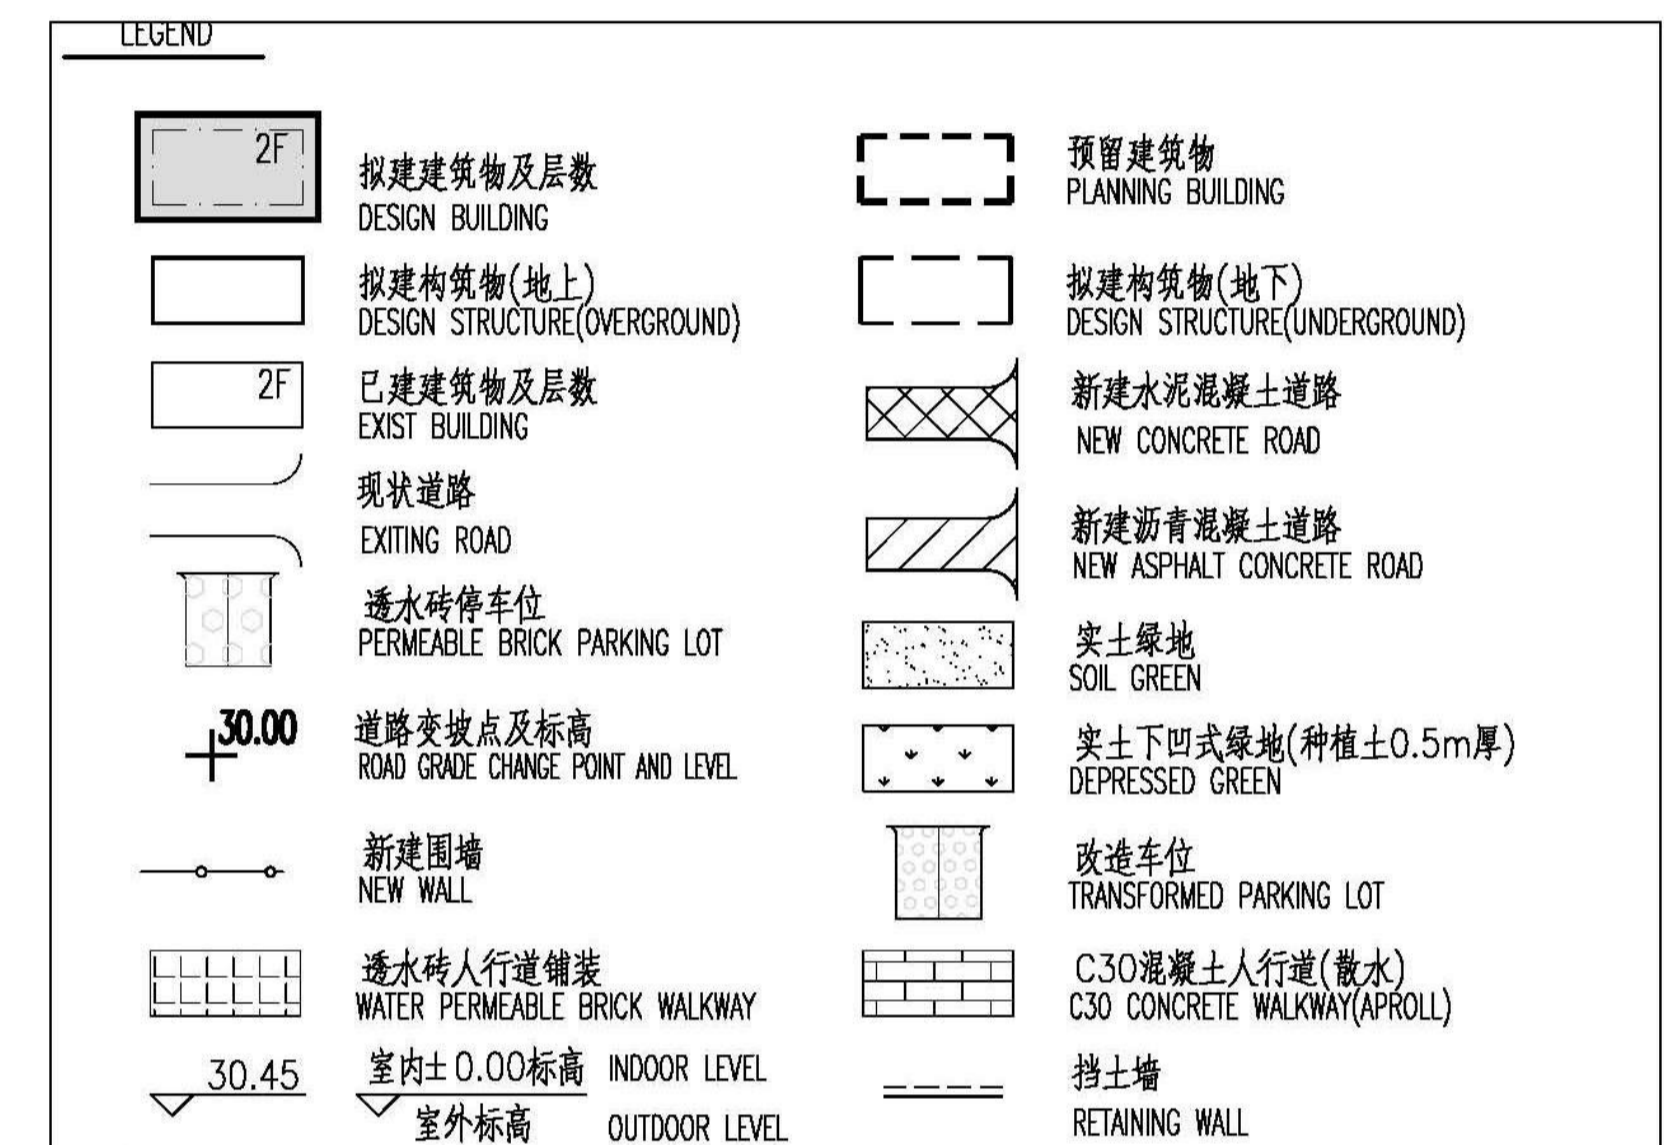 LEGEND
2F
拟建建筑物及层数
DESIGN BUILDING
预留建筑物
PLANNING BUILDING
拟建构筑物(地上)
DESIGN STRUCTURE(OVERGROUND)
拟建构筑物(地下)
DESIGN STRUCTURE(UNDERGROUND)
2F
已建建筑物及层数
EXIST BUILDING
新建水泥混凝土道路
NEW CONCRETE ROAD
现状道路
EXITING ROAD
新建沥青混凝土道路
NEW ASPHALT CONCRETE ROAD
透水砖停车位
PERMEABLE BRICK PARKING LOT
实土绿地
SOIL GREEN
30.00
道路变坡点及标高
ROAD GRADE CHANGE POINT AND LEVEL
实土下凹式绿地(种植土0.5m厚)
DEPRESSED GREEN
新建围墙
NEW WALL
改造车位
TRANSFORMED PARKING LOT
透水砖人行道铺装
WATER PERMEABLE BRICK WALKWAY
C30混凝土人行道(散水)
C30 CONCRETE WALKWAY(APROLL)
30.45
室内±0.00标高 INDOOR LEVEL
室外标高 OUTDOOR LEVEL
挡土墙
RETAINING WALL